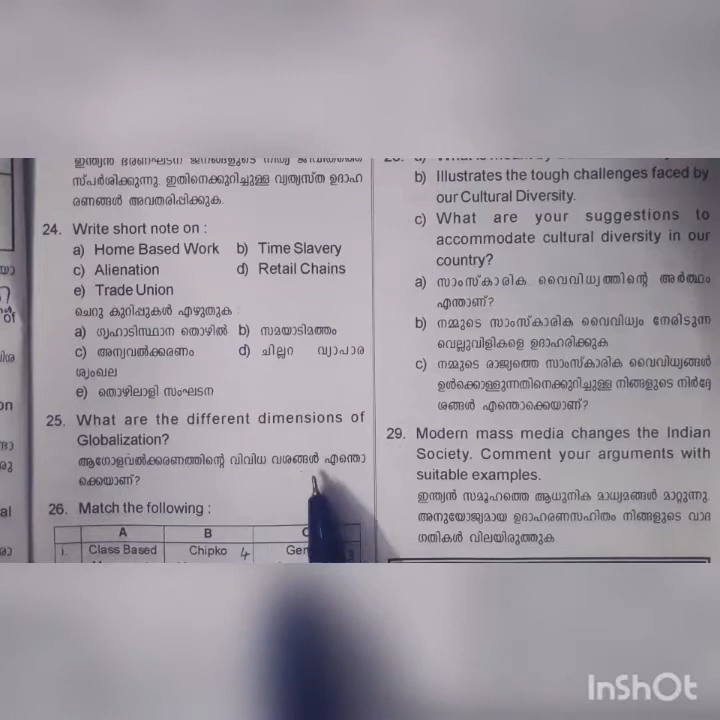 സ്പർശിക്കുന്നു. ഇതിനെക്കുറിച്ചുള്ള വ്യത്യസ്ത ഉദാഹ
രണങ്ങൾ അവതരിപ്പിക്കുക.
24. Write short note on :
a) Home Based Work b) Time Slavery
c) Alienation d) Retail Chains
e) Trade Union
ചെറു കുറിപ്പുകൾ എഴുതുക :
a) ഗൃഹാടിസ്ഥാന തൊഴിൽ b) സമയാടിമത്തം
c) അന്യവൽക്കരണം d) ചില്ലറ വ്യാപാര
ശൃംഖല
e) തൊഴിലാളി സംഘടന
25. What are the different dimensions of
Globalization?
ആഗോളവൽക്കരണത്തിന്റെ വിവിധ വശങ്ങൾ എന്തൊ
ക്കെയാണ്?
26. Match the following :
A B
1. Class Based Chipko 4
b) Illustrates the tough challenges faced by
our Cultural Diversity.
c) What are your suggestions to
accommodate cultural diversity in our
country?
a) സാംസ്കാരിക വൈവിധ്യത്തിന്റെ അർത്ഥം
എന്താണ്?
b) നമ്മുടെ സാംസ്കാരിക വൈവിധ്യം നേരിടുന്ന
വെല്ലുവിളികളെ ഉദാഹരിക്കുക
c) നമ്മുടെ രാജ്യത്തെ സാംസ്കാരിക വൈവിധ്യങ്ങൾ
ഉൾക്കൊള്ളുന്നതിനെക്കുറിച്ചുള്ള നിങ്ങളുടെ നിർദ്ദേ
ശങ്ങൾ എന്തൊക്കെയാണ്?
29. Modern mass media changes the Indian
Society. Comment your arguments with
suitable examples.
ഇന്ത്യൻ സമൂഹത്തെ ആധുനിക മാധ്യമങ്ങൾ മാറ്റുന്നു.
അനുയോജ്യമായ ഉദാഹരണസഹിതം നിങ്ങളുടെ വാദ
ഗതികൾ വിലയിരുത്തുക
InShOt